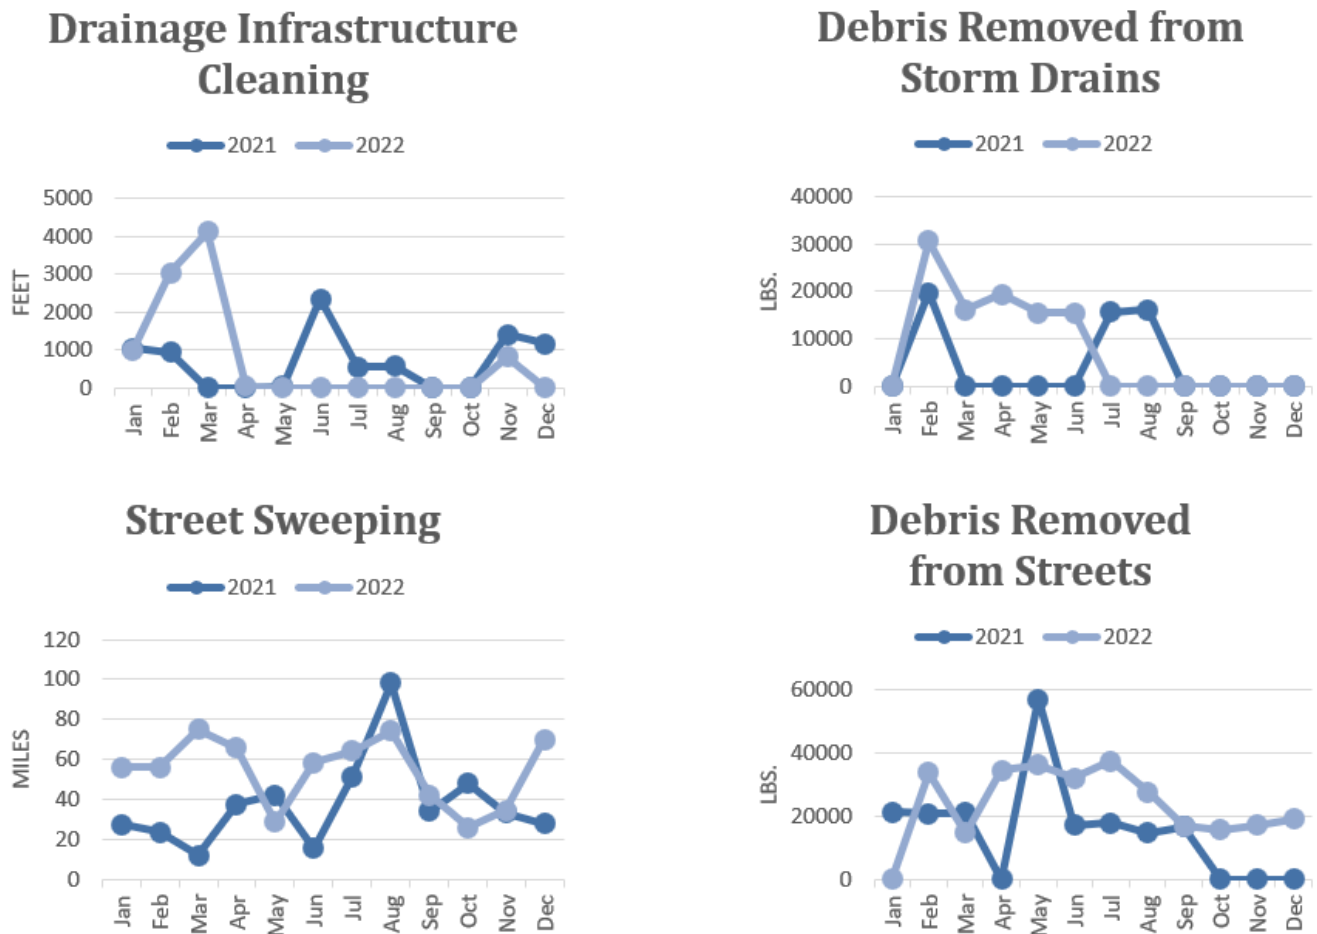 Drainage Infrastructure
Cleaning
2021 2022
5000
4000
3000
2000
1000
0
FEET
Jan Feb Mar Apr May Jun Jul Aug Sep Oct Nov Dec
Debris Removed from
Storm Drains
2021 2022
40000
30000
20000
10000
0
LBS.
Jan Feb Mar Apr May Jun Jul Aug Sep Oct Nov Dec
Street Sweeping
2021 2022
120
100
80
60
40
20
0
MILES
Jan Feb Mar Apr May Jun Jul Aug Sep Oct Nov Dec
Debris Removed
from Streets
2021 2022
60000
40000
20000
0
LBS.
Jan Feb Mar Apr May Jun Jul Aug Sep Oct Nov Dec